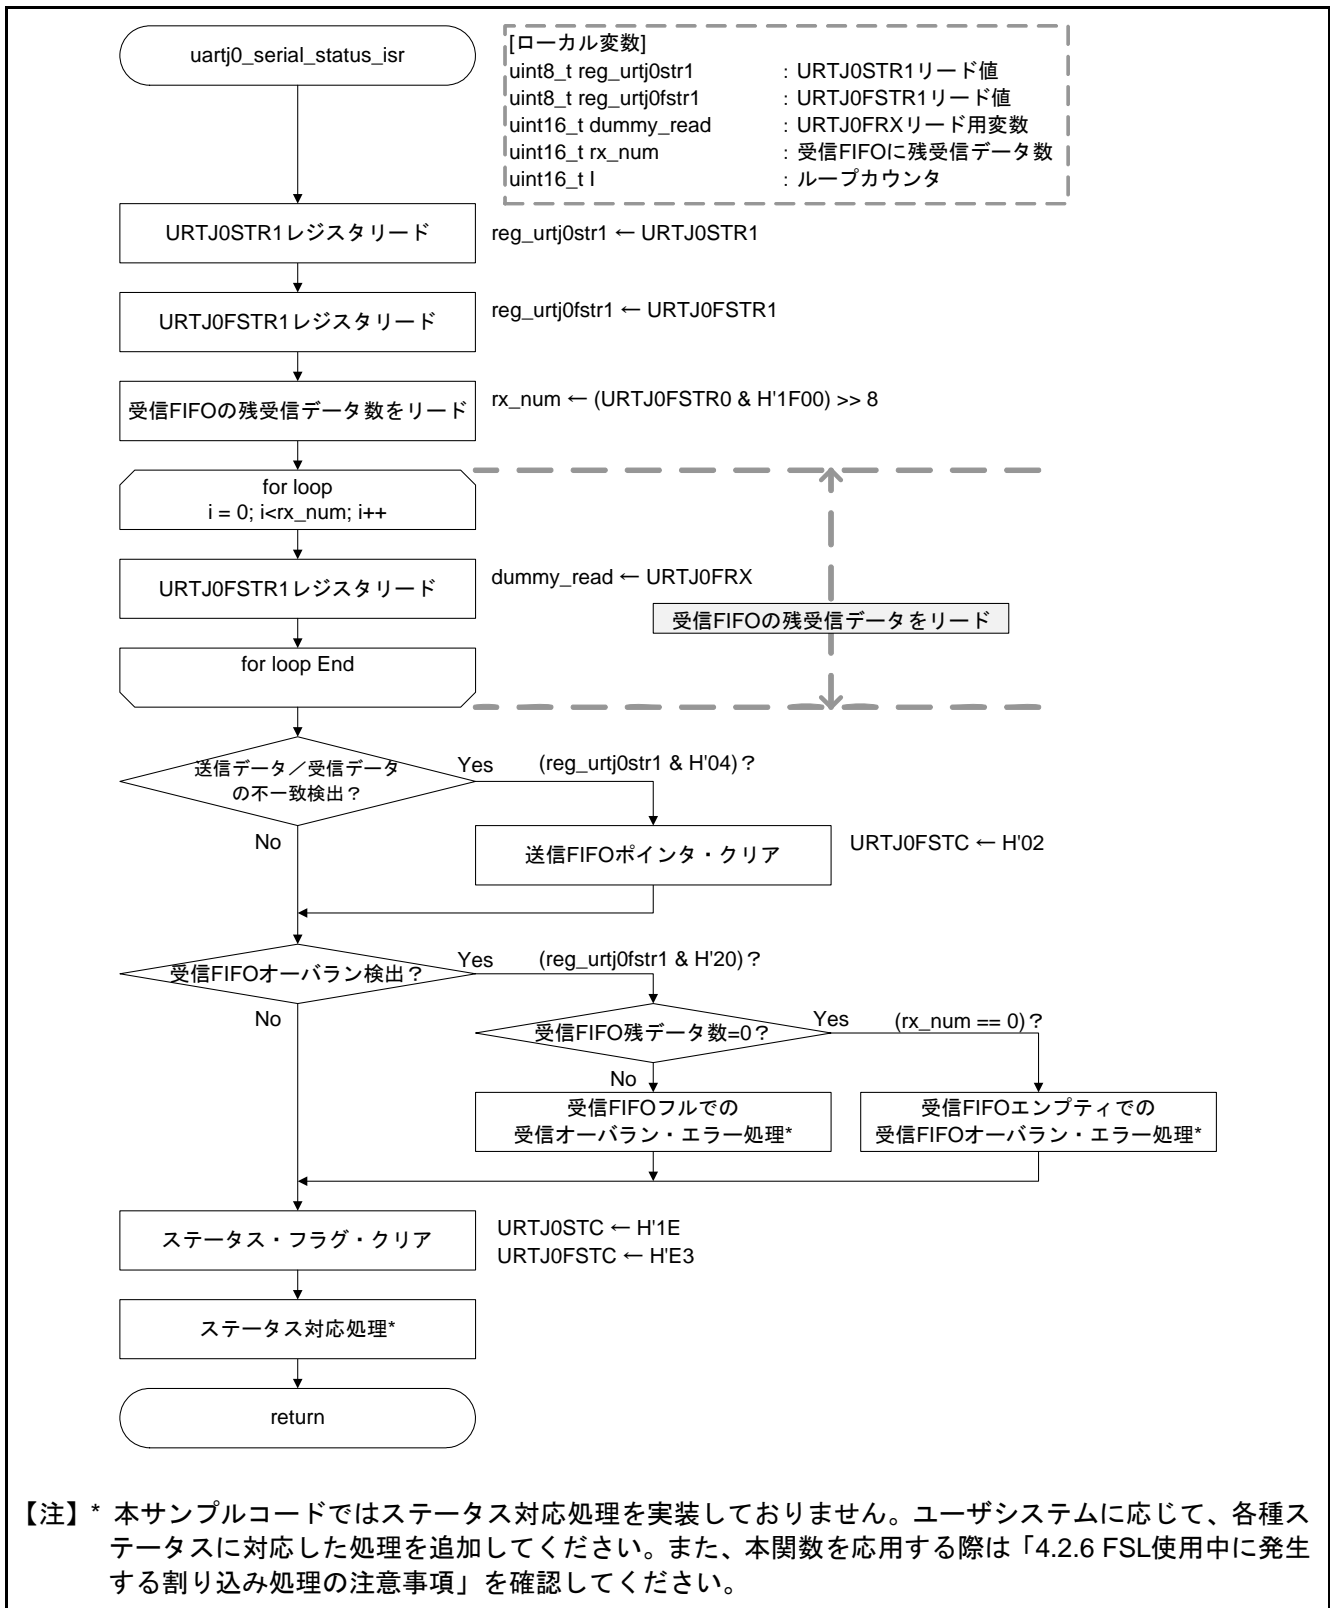 uartj0_serial_status_isr
[ローカル変数]
uint8_t reg_urtj0str1 : URTJ0STR1リード値
uint8_t reg_urtj0fstr1 : URTJ0FSTR1リード値
uint16_t dummy_read : URTJ0FRXリード用変数
uint16_t rx_num : 受信FIFOに残受信データ数
uint16_t I : ループカウンタ
URTJ0STR1レジスタリード
reg_urtj0str1 ← URTJ0STR1
URTJ0FSTR1レジスタリード
reg_urtj0fstr1 ← URTJ0FSTR1
受信FIFOの残受信データ数をリード
rx_num ← (URTJ0FSTR0 & H'1F00) >> 8
for loop
i = 0; i<rx_num; i++
URTJ0FSTR1レジスタリード
dummy_read ← URTJ0FRX
受信FIFOの残受信データをリード
for loop End
送信データ／受信データ
の不一致検出？
Yes
(reg_urtj0str1 & H'04)？
No
送信FIFOポインタ・クリア
URTJ0FSTC ← H'02
受信FIFOオーバラン検出？
Yes
(reg_urtj0fstr1 & H'20)？
No
受信FIFO残データ数=0？
Yes
(rx_num == 0)？
No
受信FIFOフルでの
受信オーバラン・エラー処理*
受信FIFOエンプティでの
受信FIFOオーバラン・エラー処理*
ステータス・フラグ・クリア
URTJ0STC ← H'1E
URTJ0FSTC ← H'E3
ステータス対応処理*
return
【注】* 本サンプルコードではステータス対応処理を実装しておりません。ユーザシステムに応じて、各種ス
テータスに対応した処理を追加してください。また、本関数を応用する際は「4.2.6 FSL使用中に発生
する割り込み処理の注意事項」を確認してください。